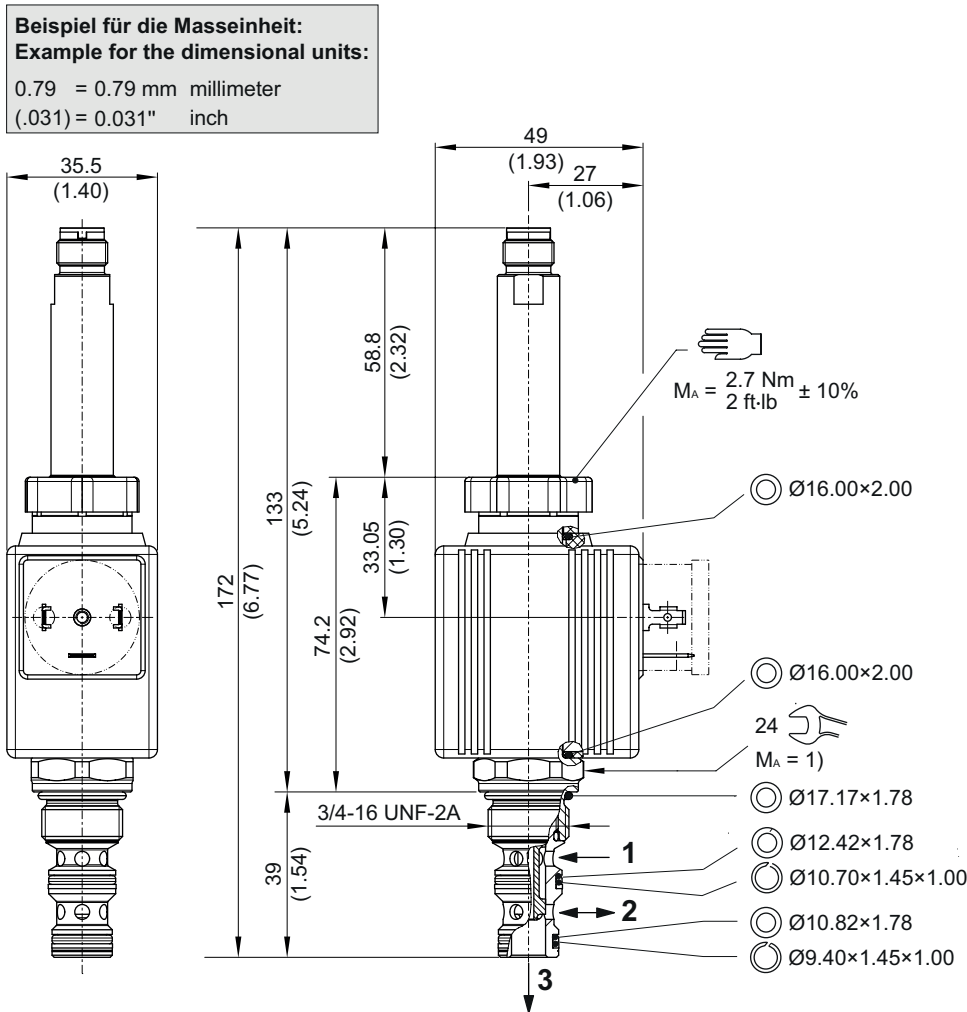 Beispiel für die Masseinheit:
Example for the dimensional units:
0.79 = 0.79 mm millimeter
(.031) = 0.031" inch
49
(1.93)
35.5
(1.40)
27
(1.06)
58.8
(2.32)
MA = 2.7 Nm
2 ft·lb ± 10%
133
(5.24)
Ø16.00×2.00
33.05
(1.30)
172
(6.77)
74.2
(2.92)
Ø16.00×2.00
24
MA = 1)
Ø17.17×1.78
3/4-16 UNF-2A
Ø12.42×1.78
1
39
(1.54)
Ø10.70×1.45×1.00
2
Ø10.82×1.78
Ø9.40×1.45×1.00
3